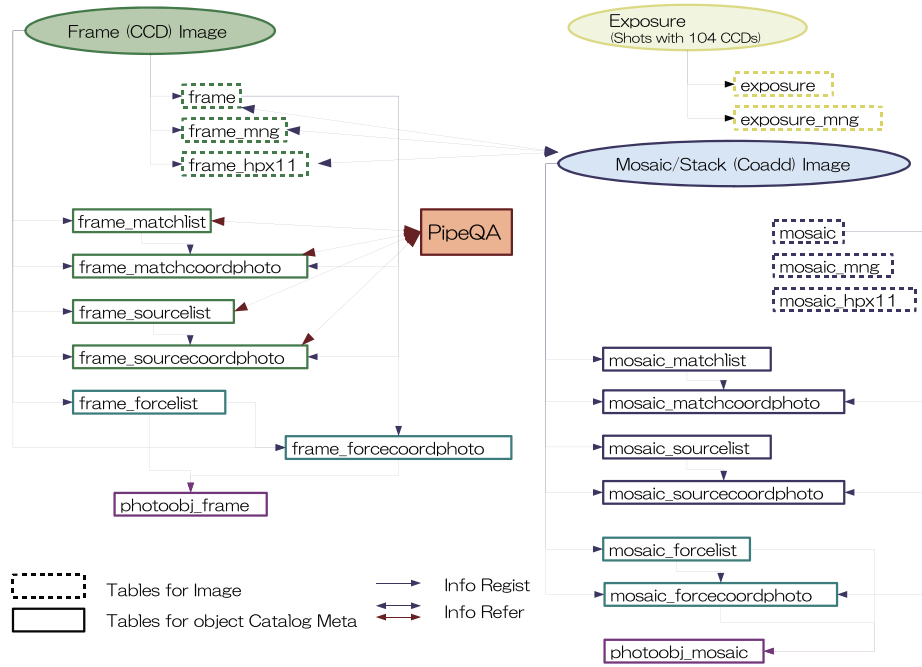 Frame (CCD) Image
Exposure
(Shots with 104 CCDs)
frame
frame_mng
frame_hpx11
exposure
exposure_mng
Mosaic/Stack (Coadd) Image
frame_matchlist
frame_matchcoordphoto
frame_sourcelist
frame_sourcecoordphoto
frame_forcelist
frame_forcecoordphoto
photoobj_frame
PipeQA
mosaic
mosaic_mng
mosaic_hpx11
mosaic_matchlist
mosaic_matchcoordphoto
mosaic_sourcelist
mosaic_sourcecoordphoto
mosaic_forcelist
mosaic_forcecoordphoto
photoobj_mosaic
Tables for Image
Tables for object Catalog Meta
Info Regist
Info Refer